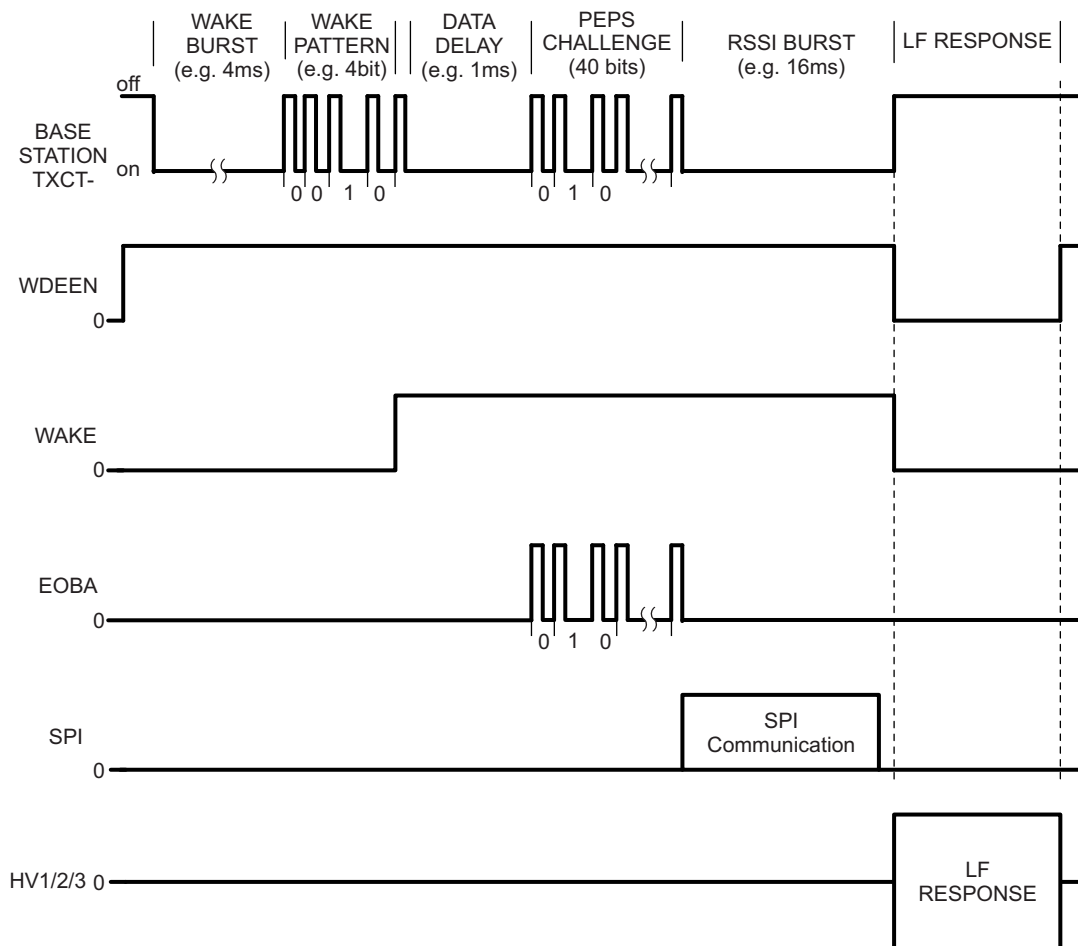 WAKE
BURST
(e.g. 4ms)
WAKE
PATTERN
(e.g. 4bit)
DATA
DELAY
(e.g. 1ms)
PEPS
CHALLENGE
(40 bits)
RSSI BURST
(e.g. 16ms)
LF RESPONSE
off
BASE
STATION
TXCT-
on
0 0 1 0
0 1 0
WDEEN
0
WAKE
0
EOBA
0
0 1 0
SPI
0
SPI
Communication
HV1/2/3 0
LF
RESPONSE